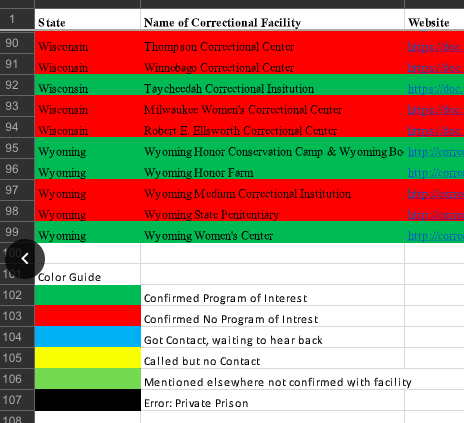 1 State Name of Correctional Facility Website
90 Wisconsin Thompson Correctional Center https://doc.
91 Wisconsin Winnebago Correctional Center https://doc.
92 Wisconsin Taycheedah Correctional Insitution https://doc.
93 Wisconsin Milwaukee Women's Correctional Center https://doc.
94 Wisconsin Robert E. Ellsworth Correctional Center https://doc.
95 Wyoming Wyoming Honor Conservation Camp & Wyoming Bo http://corre
96 Wyoming Wyoming Honor Farm http://corre
97 Wyoming Wyoming Medium Correctional Institution http://corre
98 Wyoming Wyoming State Penitentiary http://corre
99 Wyoming Wyoming Women's Center http://corre
100
101 Color Guide
102 Confirmed Program of Interest
103 Confirmed No Program of Intrest
104 Got Contact, waiting to hear back
105 Called but no Contact
106 Mentioned elsewhere not confirmed with facility
107 Error: Private Prison
108